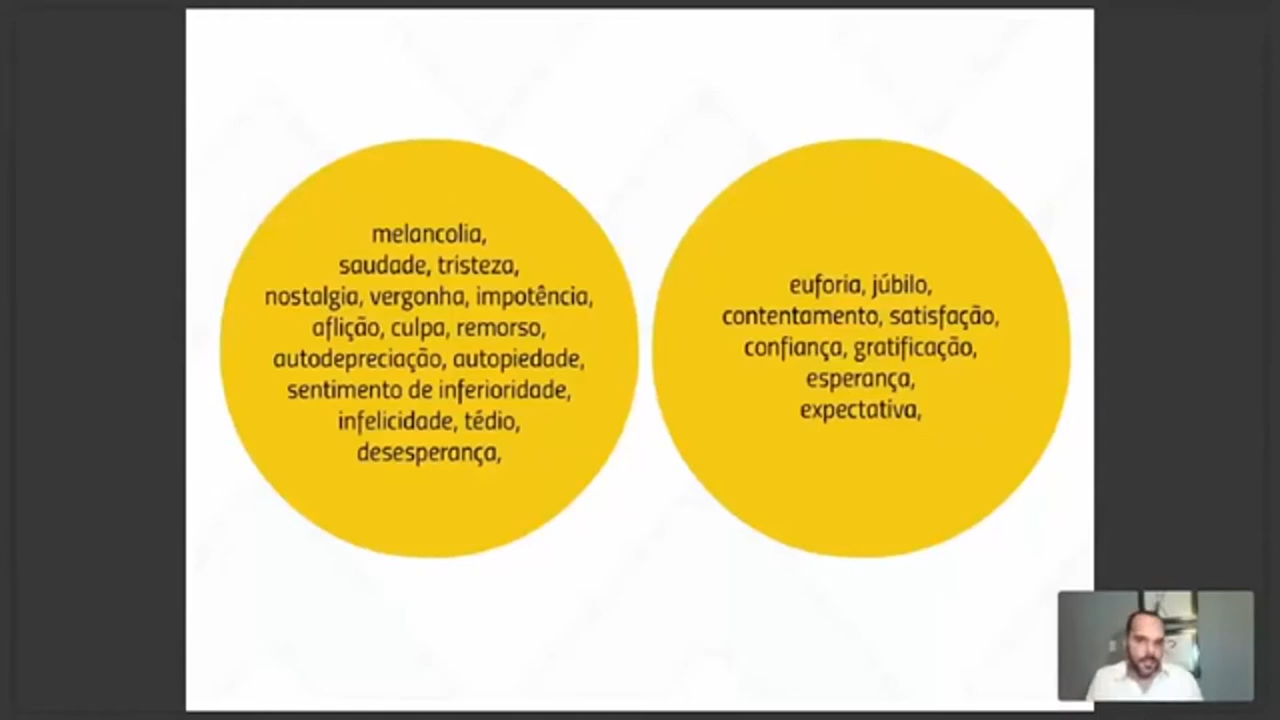 melancolia,
saudade, tristeza,
nostalgia, vergonha, impotência,
aflição, culpa, remorso,
autodepreciação, autopiedade,
sentimento de inferioridade,
infelicidade, tédio,
desesperança,
euforia, júbilo,
contentamento, satisfação,
confiança, gratificação,
esperança,
expectativa,